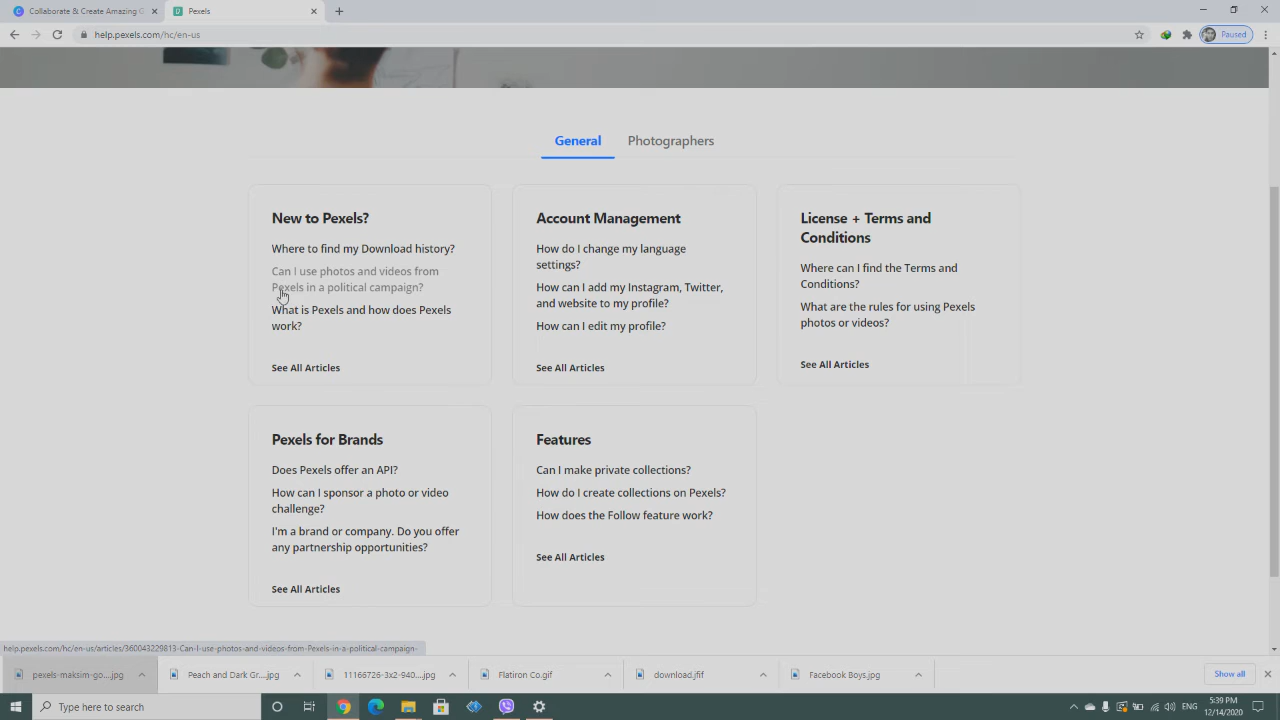 Collaborate & Create Amazing G
Pexels
help.pexels.com/hc/en-us
Paused
General
Photographers
New to Pexels?
Where to find my Download history?
Can I use photos and videos from
Pexels in a political campaign?
What is Pexels and how does Pexels
work?
See All Articles
Account Management
How do I change my language
settings?
How can I add my Instagram, Twitter,
and website to my profile?
How can I edit my profile?
See All Articles
License + Terms and
Conditions
Where can I find the Terms and
Conditions?
What are the rules for using Pexels
photos or videos?
See All Articles
Pexels for Brands
Does Pexels offer an API?
How can I sponsor a photo or video
challenge?
I'm a brand or company. Do you offer
any partnership opportunities?
See All Articles
Features
Can I make private collections?
How do I create collections on Pexels?
How does the Follow feature work?
See All Articles
help.pexels.com/hc/en-us/articles/360043229813-Can-I-use-photos-and-videos-from-Pexels-in-a-political-campaign-
pexels-maksim-go....jpg
Peach and Dark Gr....jpg
11166726-3x2-940....jpg
Flatiron Co.gif
download.jfif
Facebook Boys.jpg
Show all
Type here to search
ENG
5:39 PM
12/14/2020